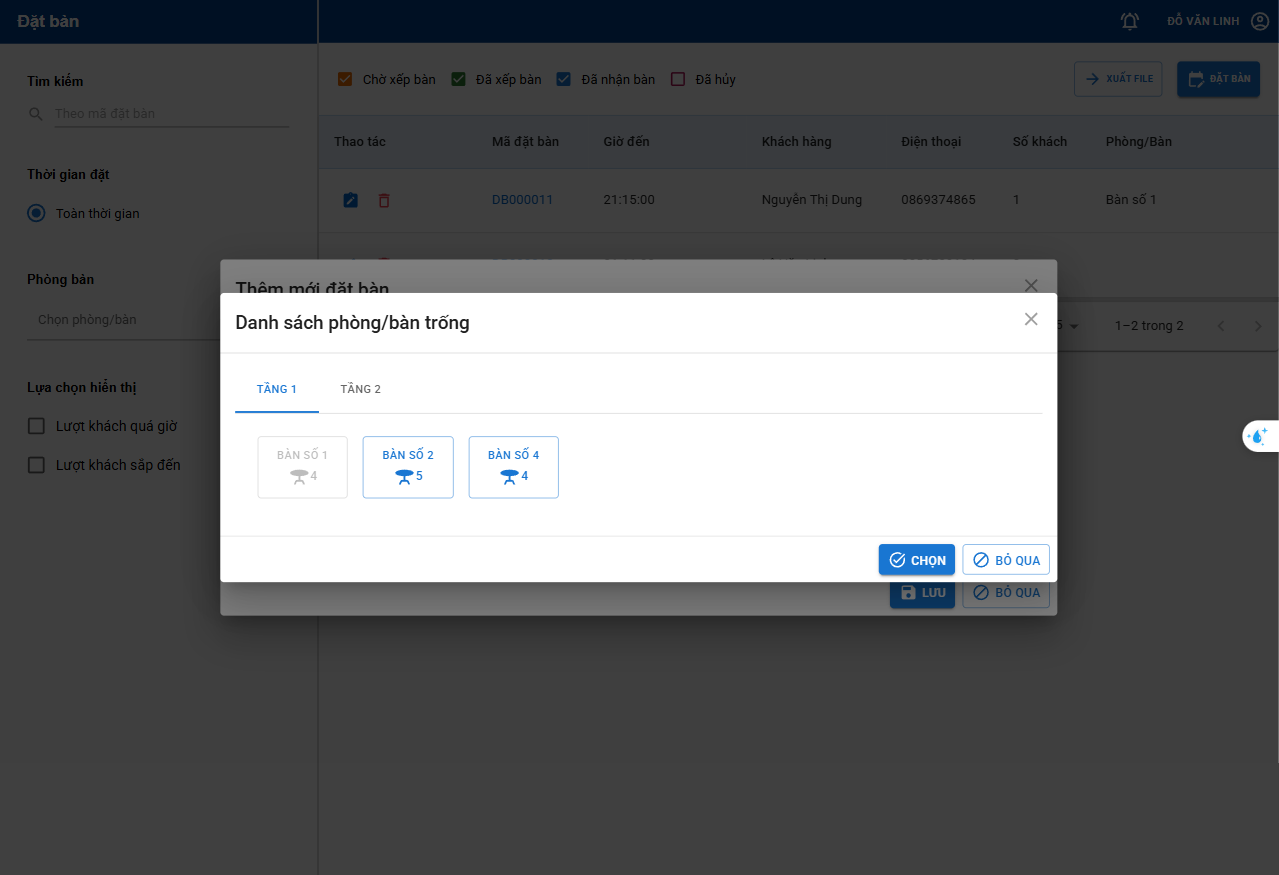 Đặt bàn
ĐỖ VĂN LINH
Tìm kiếm
Theo mã đặt bàn
Thời gian đặt
Toàn thời gian
Phòng bàn
Chọn phòng/bàn
Lựa chọn hiển thị
Lượt khách quá giờ
Lượt khách sắp đến
Chờ xếp bàn
Đã xếp bàn
Đã nhận bàn
Đã hủy
XUẤT FILE
ĐẶT BÀN
Thao tác Mã đặt bàn Giờ đến Khách hàng Điện thoại Số khách Phòng/Bàn
DB000011 21:15:00 Nguyễn Thị Dung 0869374865 1 Bàn số 1
5 1–2 trong 2
Thêm mới đặt bàn
Danh sách phòng/bàn trống
TẦNG 1
TẦNG 2
BÀN SỐ 1
4
BÀN SỐ 2
5
BÀN SỐ 4
4
CHỌN
BỎ QUA
LƯU
BỎ QUA